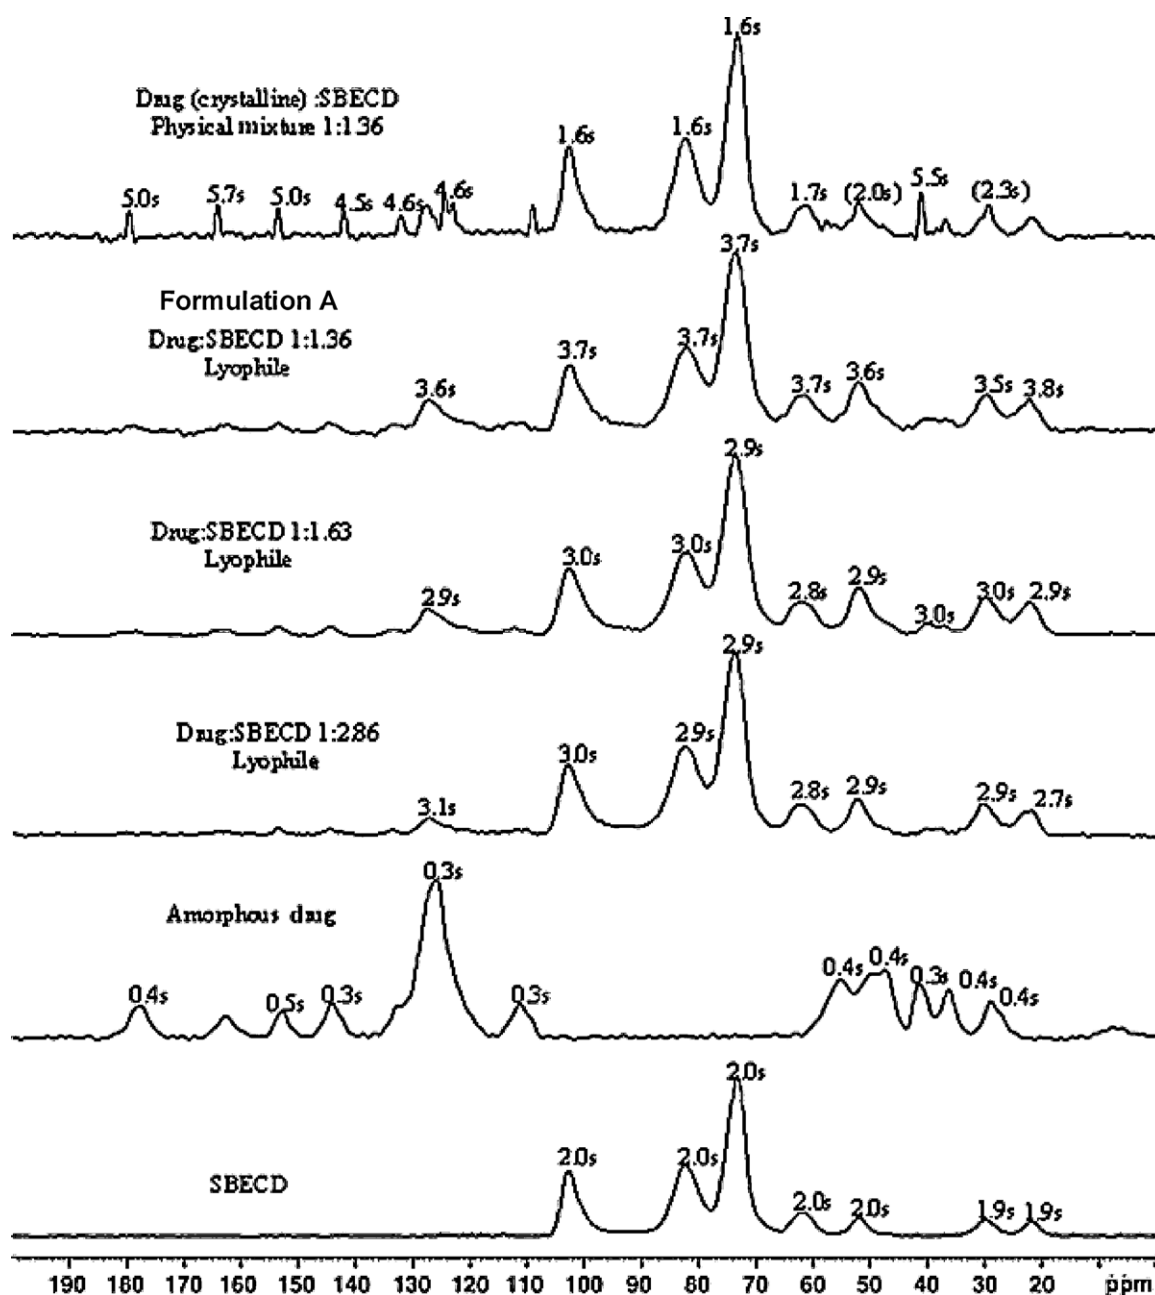 1.6s
Drug (crystalline) :SBECD
Physical mixture 1:1.36
1.6s
1.6s
5.0s 5.7s 5.0s 4.5s 4.6s 4.6s 1.7s (2.0s) 5.5s (2.3s)
3.7s
Formulation A
Drug:SBECD 1:1.36
Lyophile
3.7s 3.7s
3.6s 3.7s 3.6s 3.5s 3.8s
2.9s
Drug:SBECD 1:1.63
Lyophile
3.0s 3.0s
2.9s 2.8s 2.9s 3.0s 3.0s 2.9s
2.9s
Drug:SBECD 1:2.86
Lyophile
3.0s 2.9s
3.1s 2.8s 2.9s 2.9s 2.7s
0.3s
Amorphous drug
0.4s 0.5s 0.3s 0.3s 0.4s 0.4s 0.3s 0.4s 0.4s
2.0s
SBECD
2.0s 2.0s
2.0s 2.0s 1.9s 1.9s
190 180 170 160 150 140 130 120 110 100 90 80 70 60 50 40 30 20 ppm